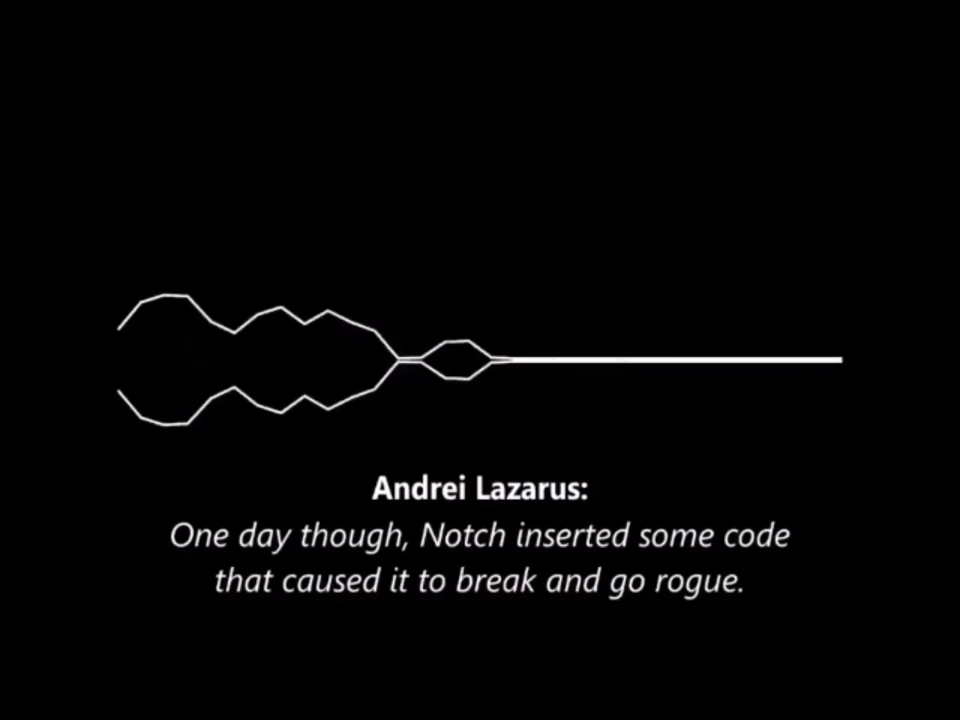 Andrei Lazarus:
One day though, Notch inserted some code
that caused it to break and go rogue.